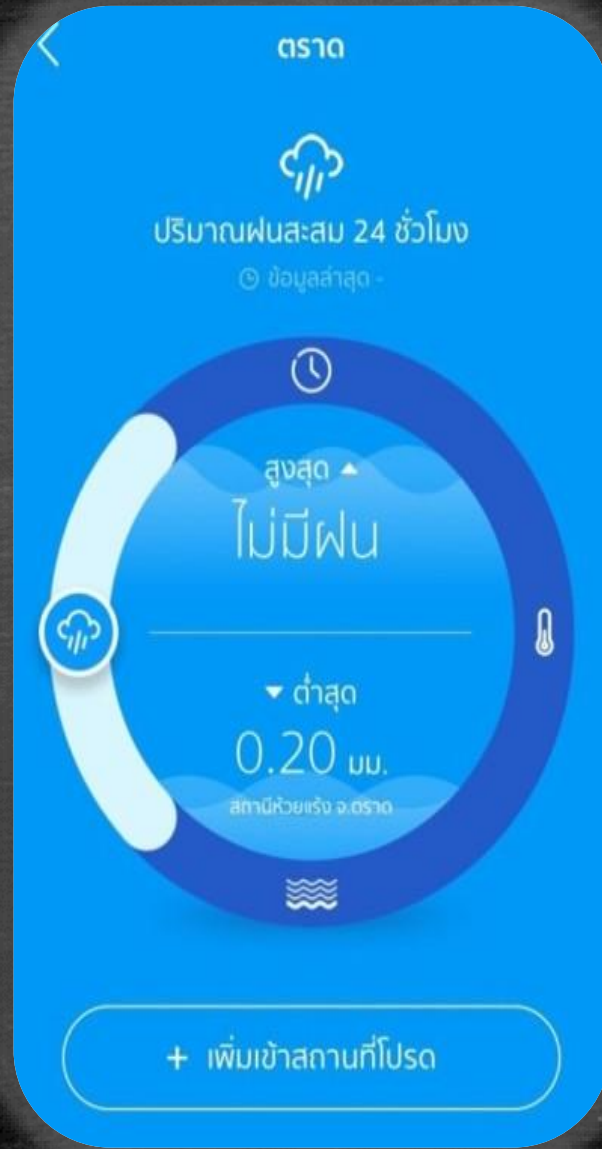 ตราด
ปริมาณฝนสะสม 24 ชั่วโมง
ข้อมูลล่าสุด -
สูงสุด
ไม่มีฝน
ต่ำสุด
0.20 มม.
สถานีห้วยแร้ง จ.ตราด
+ เพิ่มเข้าสถานที่โปรด